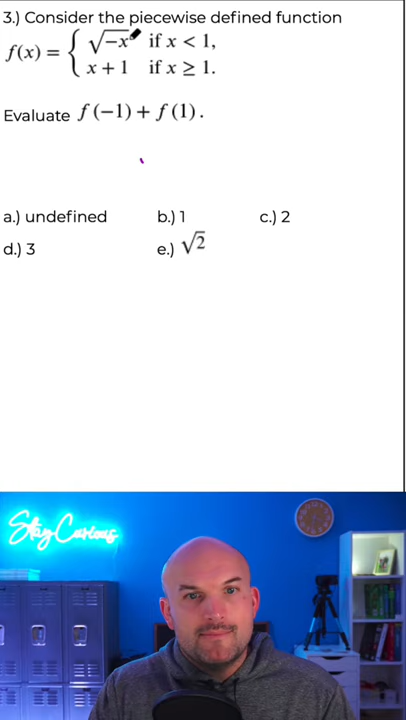 3.) Consider the piecewise defined function
f(x) = { √−x if x < 1,
x + 1 if x ≥ 1.
Evaluate f(−1) + f(1).
a.) undefined b.) 1 c.) 2
d.) 3 e.) √2
Stay Curious